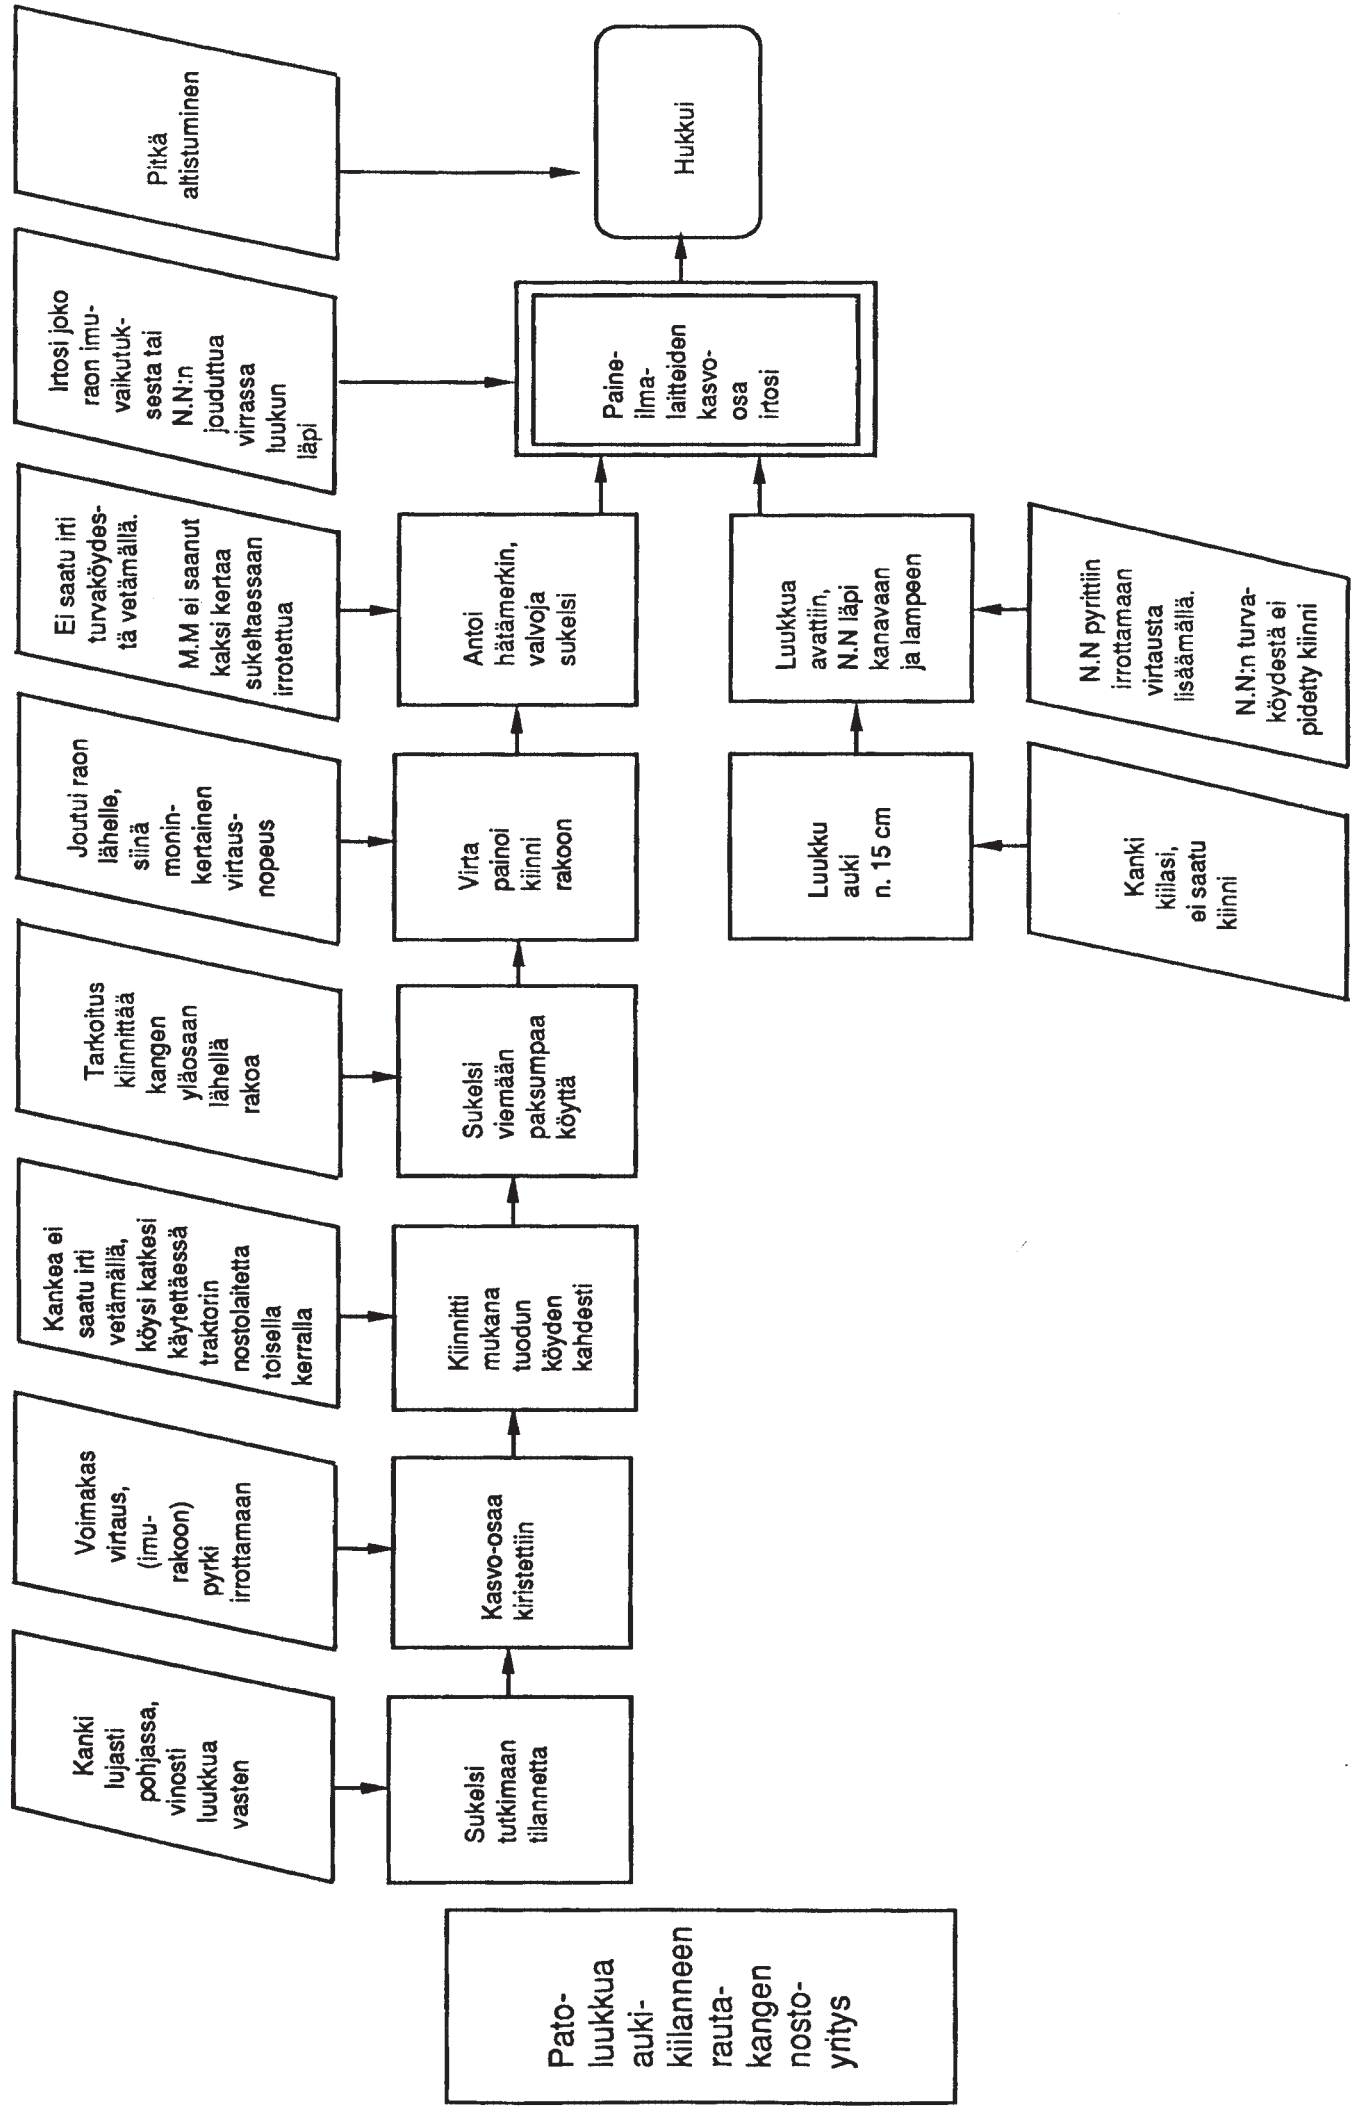 Pato-
luukkua
auki-
kiilanneen
rauta-
kangen
nosto-
yritys
Kanki
lujasti
pohjassa,
vinosti
luukkua
vasten
Voimakas
virtaus,
(imu-
rakoon)
pyrki
irrottamaan
Kankea ei
saatu irti
vetämällä,
köysi katkesi
käytettäessä
traktorin
nostolaitetta
toisella
kerralla
Tarkoitus
kiinnittää
kangen
yläosaan
lähellä
rakoa
Joutui raon
lähelle,
siinä
monin-
kertainen
virtaus-
nopeus
Ei saatu irti
turvaköydes-
tä vetämällä.
M.M ei saanut
kaksi kertaa
sukeltaessaan
irrotettua
Irtosi joko
raon imu-
vaikutuk-
sesta tai
N.N:n
jouduttua
virrassa
luukun
läpi
Pitkä
altistuminen
Sukelsi
tutkimaan
tilannetta
Kasvo-osaa
kiristettiin
Kiinnitti
mukana
tuodun
köyden
kahdesti
Sukelsi
viemään
paksumpaa
köyttä
Virta
painoi
kiinni
rakoon
Antoi
hätämerkin,
valvoja
sukelsi
Paine-
ilma-
laitteiden
kasvo-
osa
irtosi
Hukkui
Luukku
auki
n. 15 cm
Luukkua
avattiin,
N.N läpi
kanavaan
ja lampeen
Kanki
kiilasi,
ei saatu
kiinni
N.N pyrittiin
irrottamaan
virtausta
lisäämällä.
N.N:n turva-
köydestä ei
pidetty kiinni